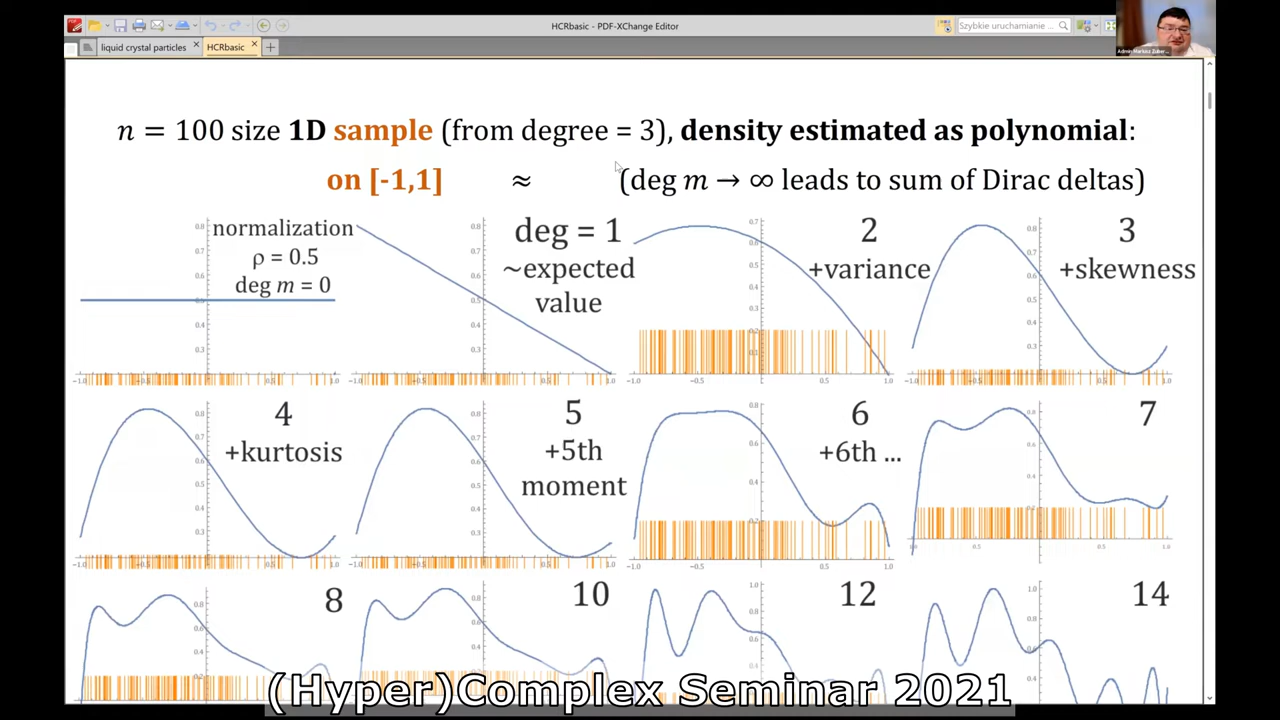 HCRbasic - PDF-XChange Editor
Szybkie uruchamianie ...
liquid crystal particles
HCRbasic
n = 100 size 1D sample (from degree = 3), density estimated as polynomial:
on [-1,1] ≈ (deg m → ∞ leads to sum of Dirac deltas)
normalization
ρ = 0.5
deg m = 0
deg = 1
~expected
value
2
+variance
3
+skewness
4
+kurtosis
5
+5th
moment
6
+6th ...
7
8
10
12
14
(Hyper)Complex Seminar 2021